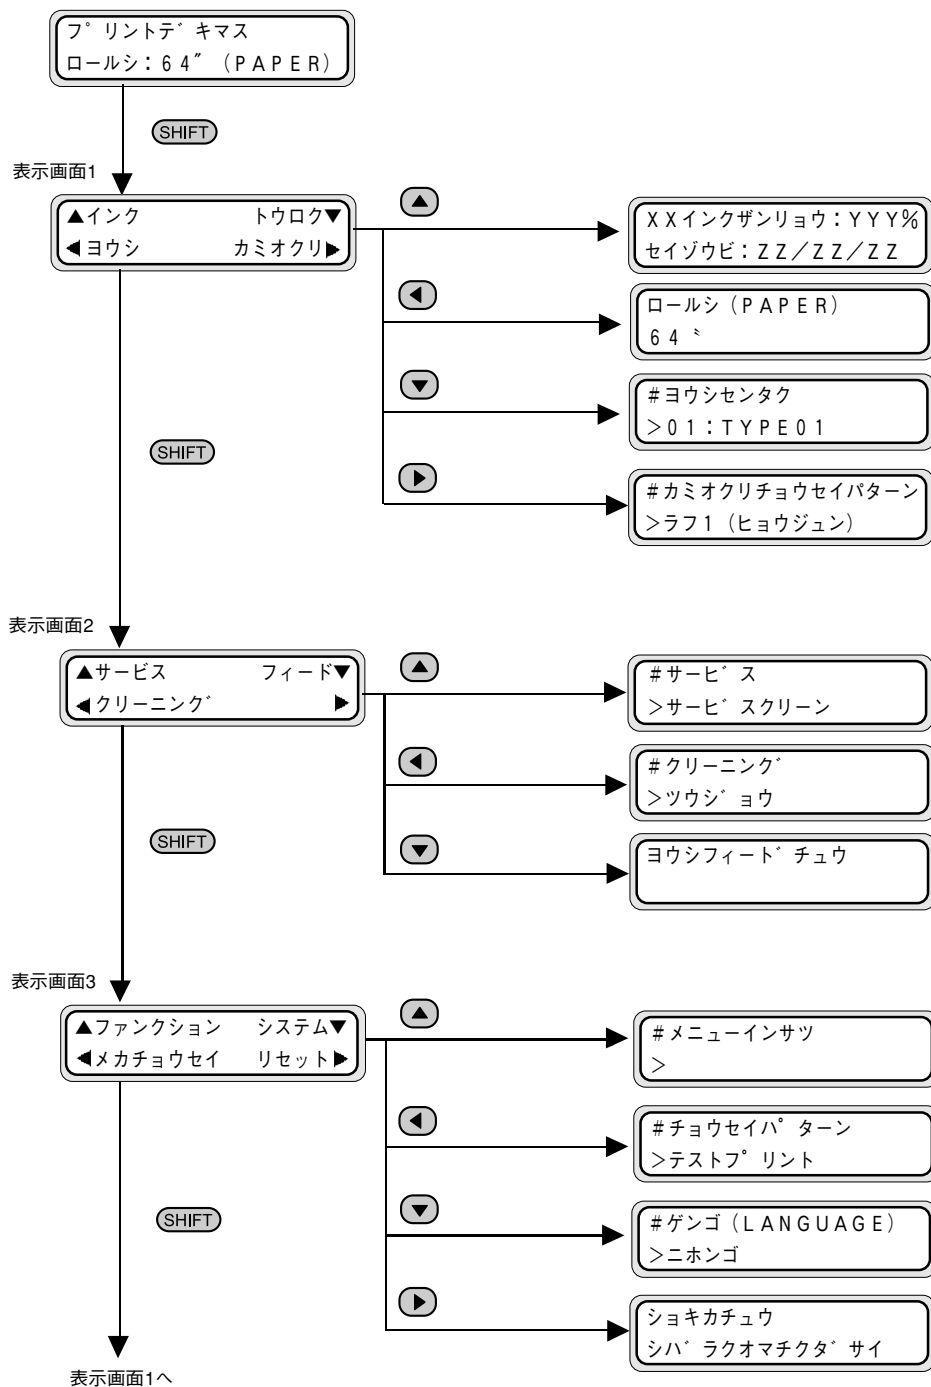 プ リントデ キマス
ロールシ：６４″（ＰＡＰＥＲ）
SHIFT
表示画面1
▲インク トウロク▼
◀ヨウシ カミオクリ▶
▲
ＸＸインクザンリョウ：ＹＹＹ％
セイゾウビ：ＺＺ／ＺＺ／ＺＺ
◀
ロールシ（ＰＡＰＥＲ）
６４〝
▼
＃ヨウシセンタク
＞０１：ＴＹＰＥ０１
SHIFT
▶
＃カミオクリチョウセイパターン
＞ラフ１（ヒョウジュン）
表示画面2
▲サービス フィード▼
◀クリーニング ▶
▲
＃サービ ス
＞サービ スクリーン
◀
＃クリーニング
＞ツウジ ョウ
SHIFT
▼
ヨウシフィード チュウ
表示画面3
▲ファンクション システム▼
◀メカチョウセイ リセット▶
▲
＃メニューインサツ
＞
◀
＃チョウセイパ ターン
＞テストプ リント
SHIFT
▼
＃ゲンゴ（ＬＡＮＧＵＡＧＥ）
＞ニホンゴ
▶
ショキカチュウ
シバ ラクオマチクダ サイ
表示画面1へ